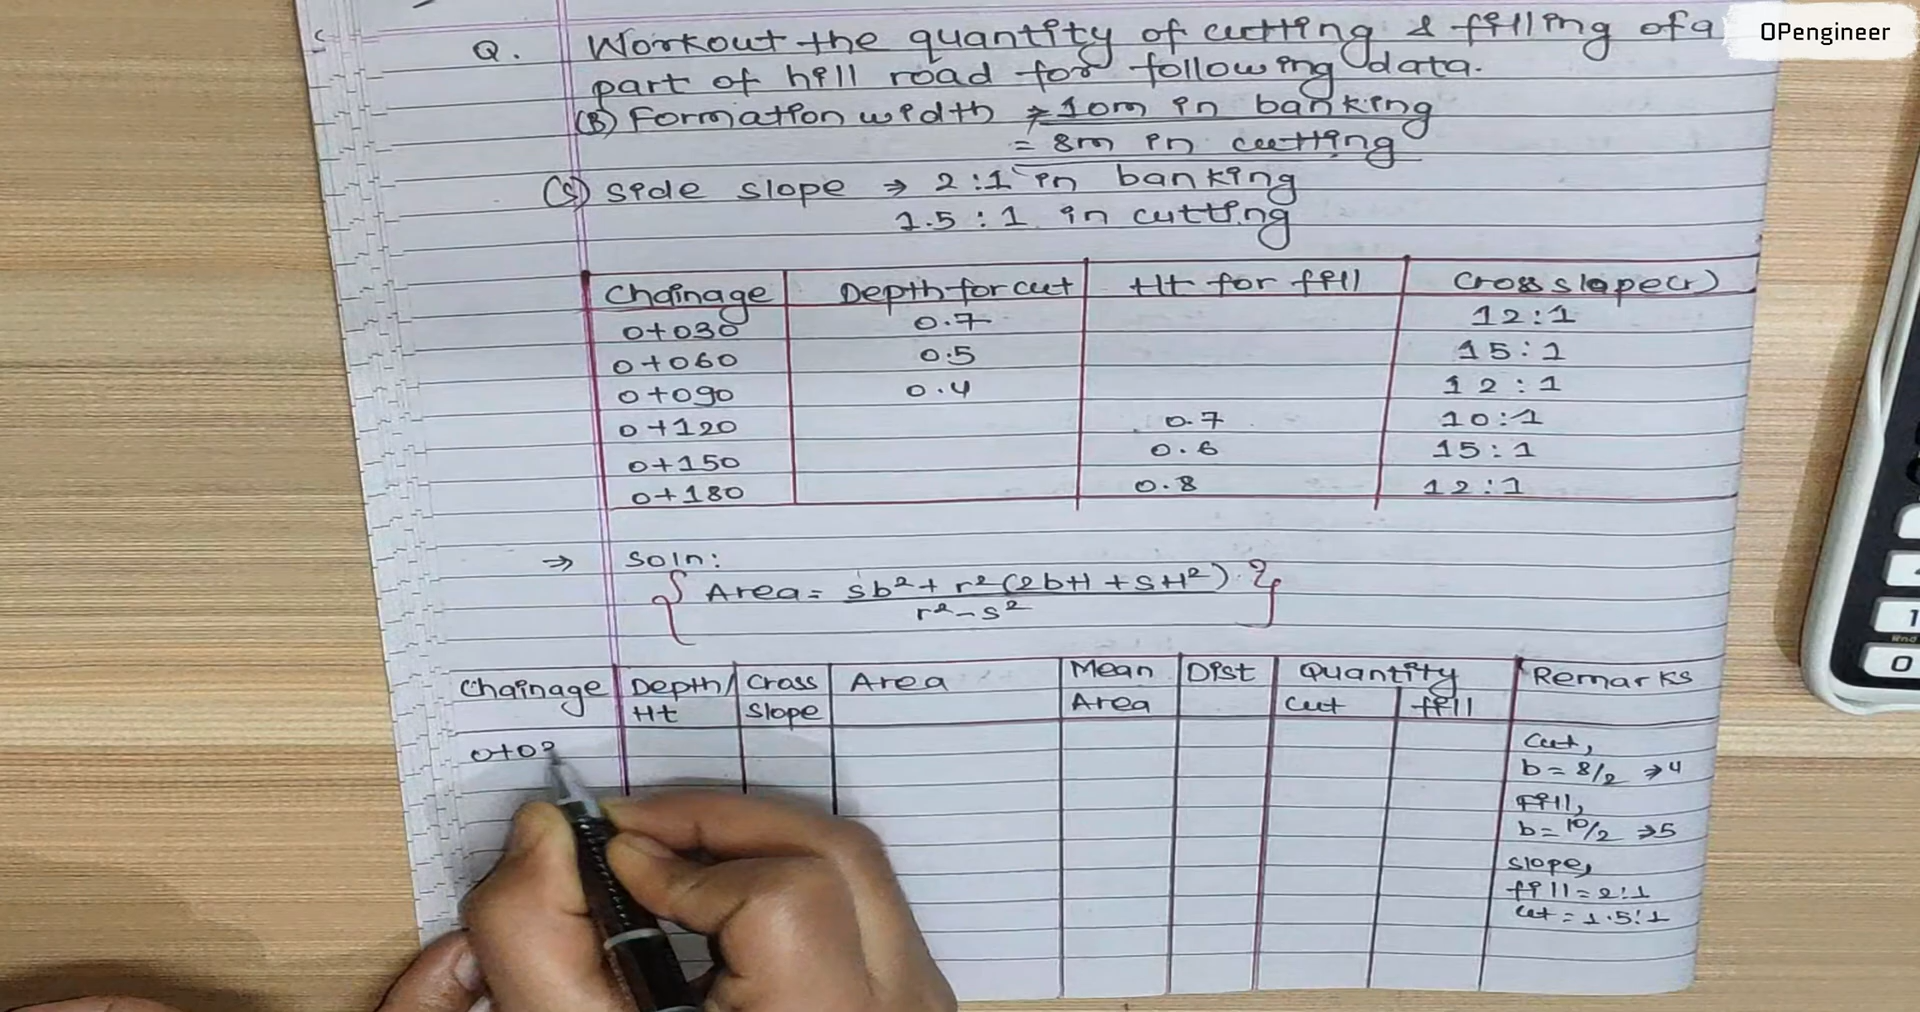 OPengineer
Q. Workout the quantity of cutting & filling of a
part of hill road for following data.
(B) Formation width ⇒ 10m in banking
= 8m in cutting
(S) side slope → 2:1 in banking
1.5 : 1 in cutting
Chainage Depth for cut Ht for fill Cross slope(r)
0+030 0.7 12:1
0+060 0.5 15:1
0+090 0.4 12:1
0+120 0.7 10:1
0+150 0.6 15:1
0+180 0.8 12:1
⇒ Soln:
{ Area = sb² + r² (2bH + sH²) }
r² - s²
Chainage Depth/ Cross Area Mean Dist Quantity Remarks
Ht Slope Area Cut fill
0+03
Cut,
b = 8/2 → 4
Fill,
b = 10/2 → 5
slope,
fill = 2:1
cut = 1.5:1
1
Rnd
0